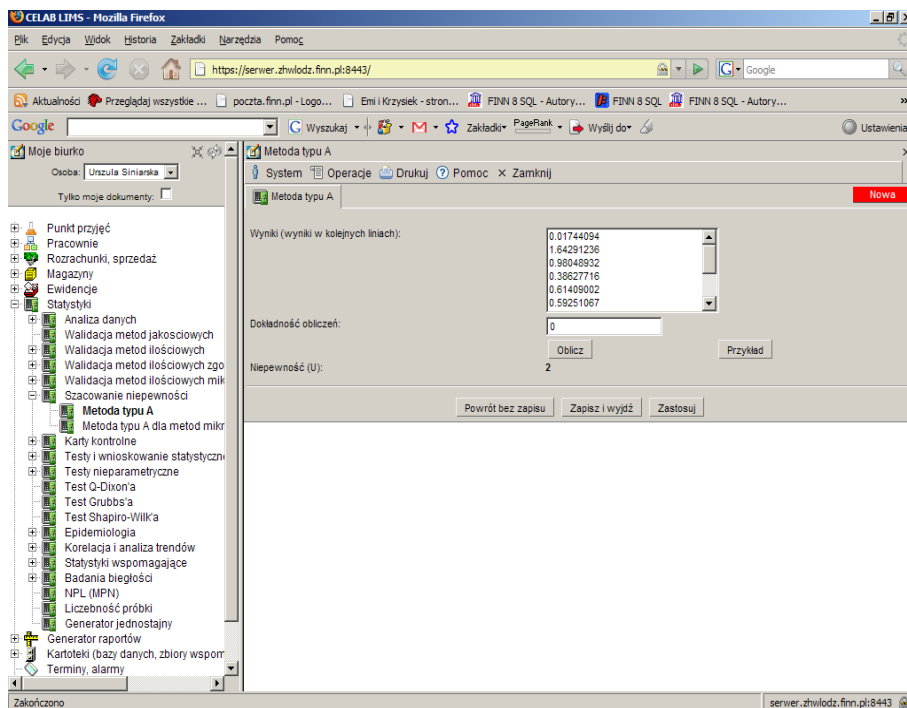 CELAB LIMS - Mozilla Firefox
Plik Edycja Widok Historia Zakładki Narzędzia Pomoc
https://serwer.zhwlodz.finn.pl:8443/
G Google
Aktualności Przeglądaj wszystkie ... poczta.finn.pl - Logo... Emi i Krzysiek - stron... FINN 8 SQL - Autory... FINN 8 SQL FINN 8 SQL - Autory... »
Google G Wyszukaj Zakładki PageRank Wyślij do Ustawienia
Moje biurko
Osoba: Urszula Siniarska
Tylko moje dokumenty:
Punkt przyjęć
Pracownie
Rozrachunki, sprzedaż
Magazyny
Ewidencje
Statystyki
Analiza danych
Walidacja metod jakosciowych
Walidacja metod ilościowych
Walidacja metod ilościowych zgo
Walidacja metod ilościowych mik
Szacowanie niepewności
Metoda typu A
Metoda typu A dla metod mikr
Karty kontrolne
Testy i wnioskowanie statystyczn
Testy nieparametryczne
Test Q-Dixon'a
Test Grubbs'a
Test Shapiro-Wilk'a
Epidemiologia
Korelacja i analiza trendów
Statystyki wspomagające
Badania biegłości
NPL (MPN)
Liczebność próbki
Generator jednostajny
Generator raportów
Kartoteki (bazy danych, zbiory wspom
Terminy, alarmy
Metoda typu A
System Operacje Drukuj Pomoc Zamknij
Metoda typu A Nowa
Wyniki (wyniki w kolejnych liniach):
0.01744094
1.64291236
0.98048932
0.38627716
0.61409002
0.59251067
Dokładność obliczeń: 0
Oblicz Przykład
Niepewność (U): 2
Powrót bez zapisu Zapisz i wyjdź Zastosuj
Zakończono serwer.zhwlodz.finn.pl:8443